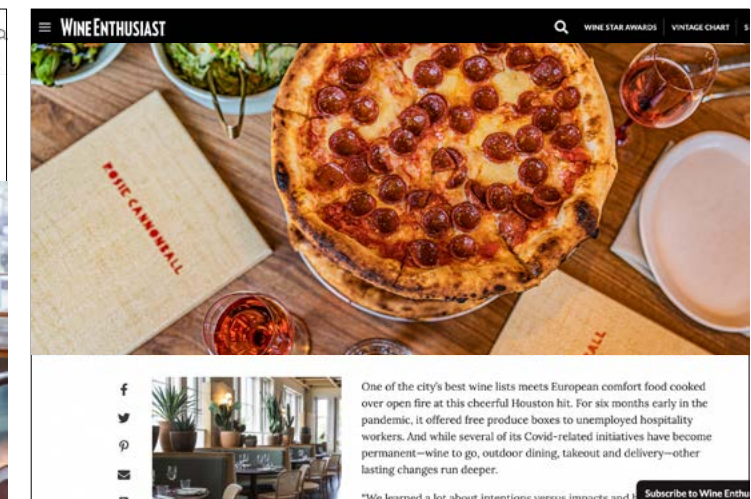 WINE ENTHUSIAST
WINE STAR AWARDS
VINTAGE CHART
ROSIE CANNONBALL
One of the city's best wine lists meets European comfort food cooked
over open fire at this cheerful Houston hit. For six months early in the
pandemic, it offered free produce boxes to unemployed hospitality
workers. And while several of its Covid-related initiatives have become
permanent—wine to go, outdoor dining, takeout and delivery—other
lasting changes run deeper.
"We learned a lot about intentions versus impacts and
Subscribe to Wine Enthu